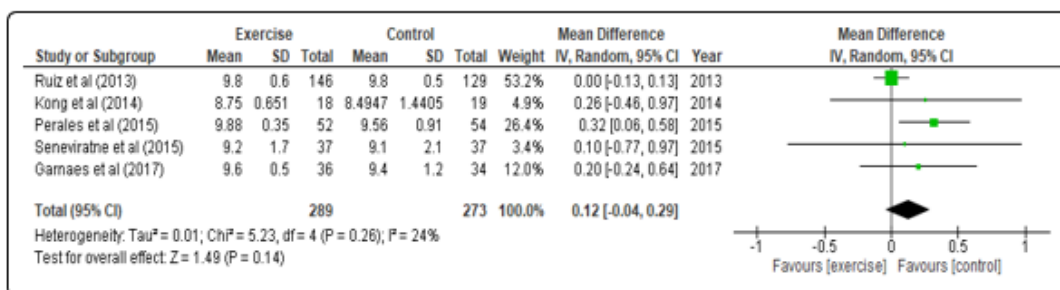 Exercise Control Mean Difference Mean Difference
Study or Subgroup Mean SD Total Mean SD Total Weight IV, Random, 95% CI Year IV, Random, 95% CI
Ruiz et al (2013) 9.8 0.6 146 9.8 0.5 129 53.2% 0.00 [-0.13, 0.13] 2013
Kong et al (2014) 8.75 0.651 18 8.4947 1.4405 19 4.9% 0.26 [-0.46, 0.97] 2014
Perales et al (2015) 9.88 0.35 52 9.56 0.91 54 26.4% 0.32 [0.06, 0.58] 2015
Seneviratne et al (2015) 9.2 1.7 37 9.1 2.1 37 3.4% 0.10 [-0.77, 0.97] 2015
Garnaes et al (2017) 9.6 0.5 36 9.4 1.2 34 12.0% 0.20 [-0.24, 0.64] 2017
Total (95% CI) 289 273 100.0% 0.12 [-0.04, 0.29]
Heterogeneity: Tau² = 0.01; Chi² = 5.23, df = 4 (P = 0.26); I² = 24%
Test for overall effect: Z = 1.49 (P = 0.14)
-1 -0.5 0 0.5 1
Favours [exercise] Favours [control]